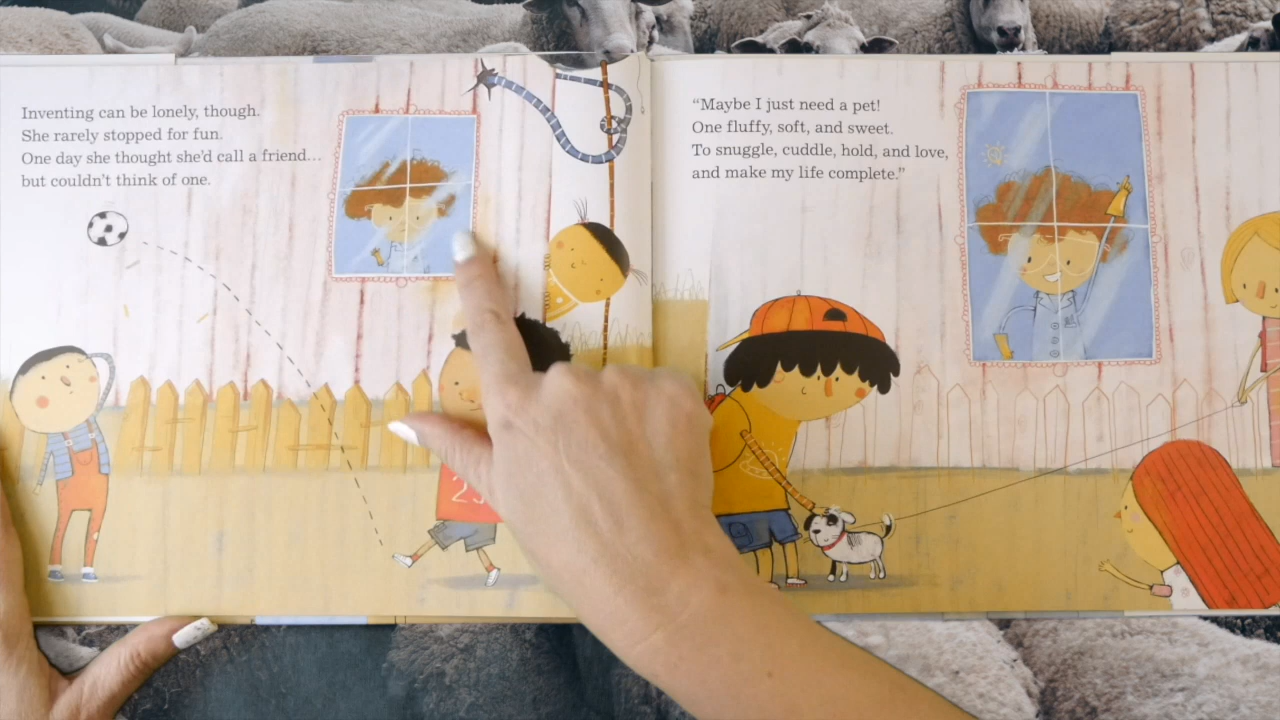 Inventing can be lonely, though.
She rarely stopped for fun.
One day she thought she'd call a friend...
but couldn't think of one.
"Maybe I just need a pet!
One fluffy, soft, and sweet.
To snuggle, cuddle, hold, and love,
and make my life complete."